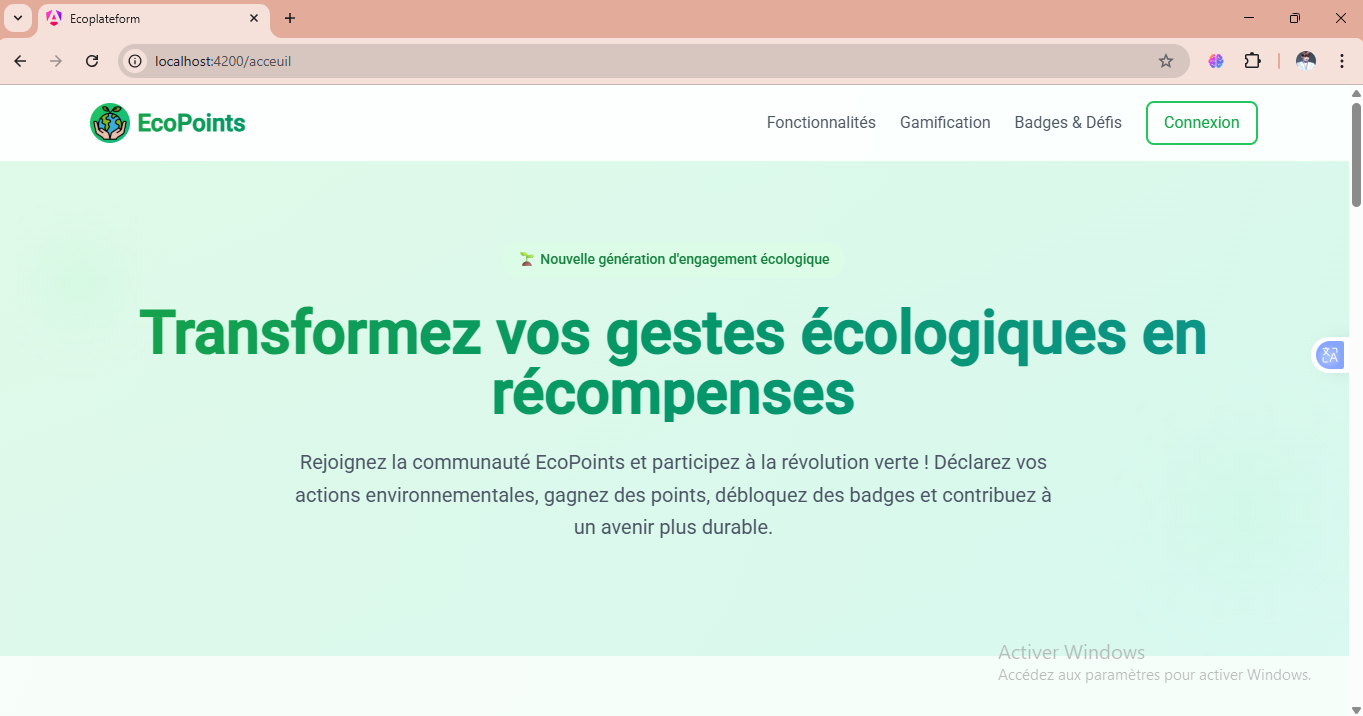 Ecoplateform
localhost:4200/acceuil
EcoPoints
Fonctionnalités
Gamification
Badges & Défis
Connexion
🌱 Nouvelle génération d'engagement écologique
Transformez vos gestes écologiques en
récompenses
Rejoignez la communauté EcoPoints et participez à la révolution verte ! Déclarez vos
actions environnementales, gagnez des points, débloquez des badges et contribuez à
un avenir plus durable.
Activer Windows
Accédez aux paramètres pour activer Windows.